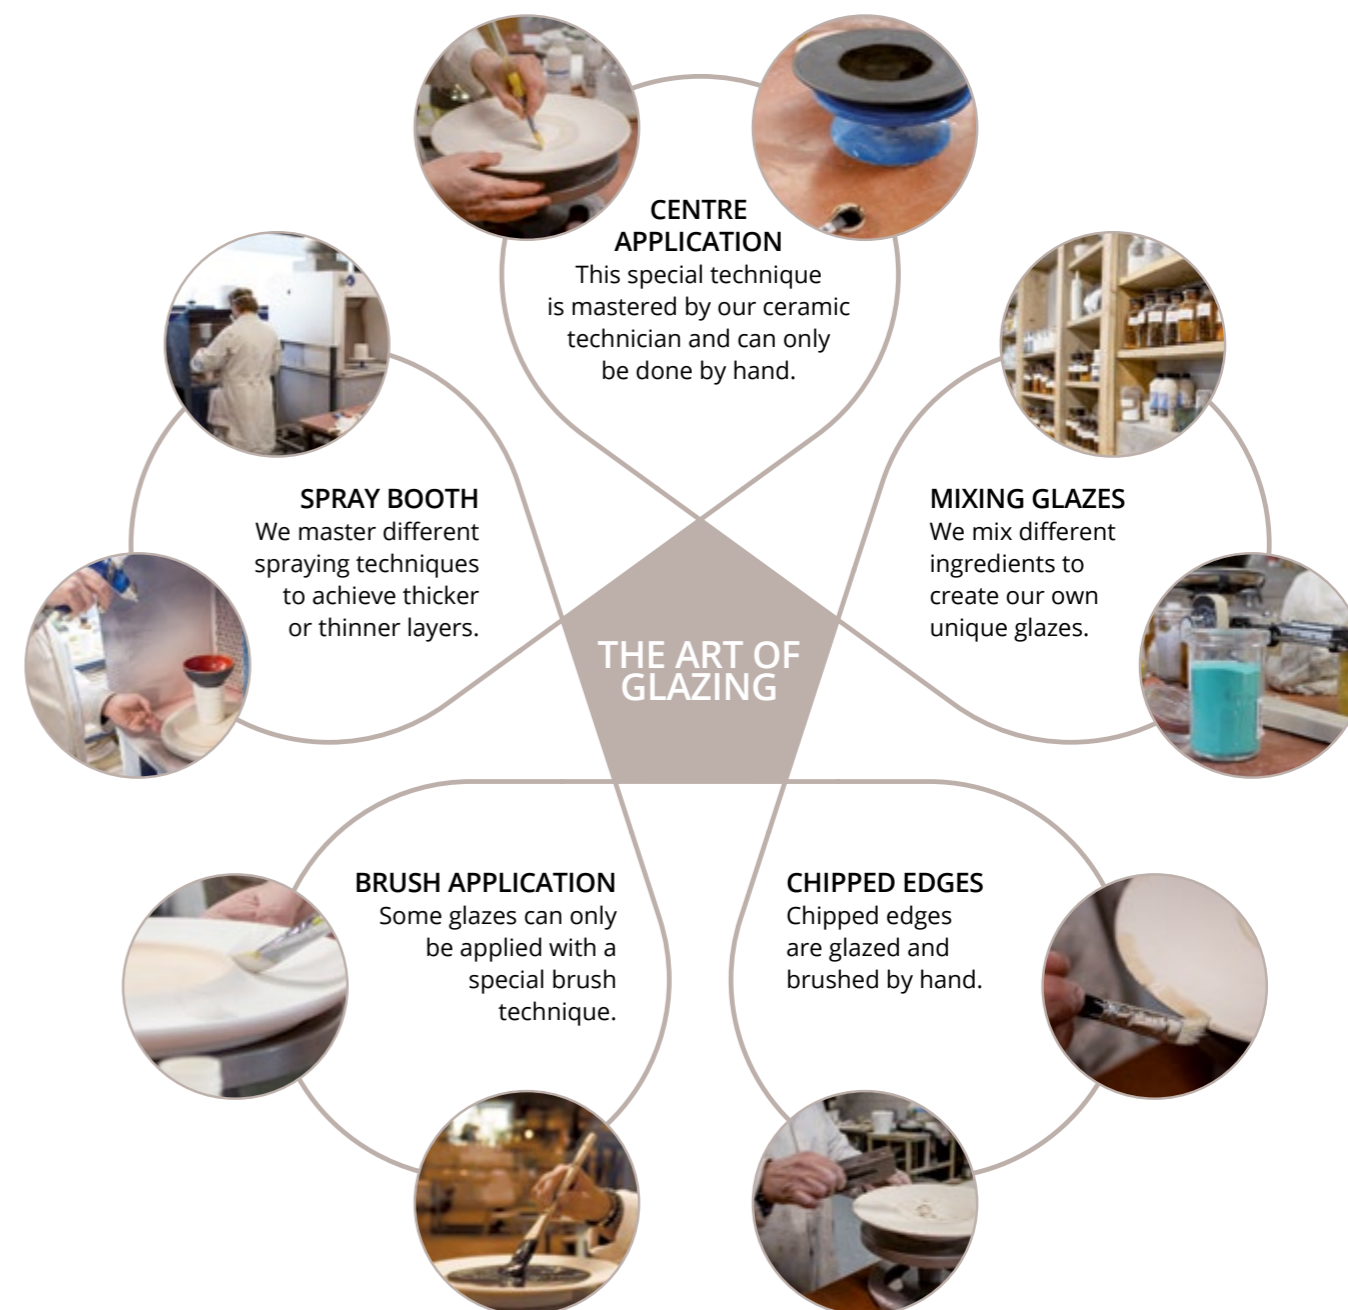 CENTRE
APPLICATION
This special technique
is mastered by our ceramic
technician and can only
be done by hand.
SPRAY BOOTH
We master different
spraying techniques
to achieve thicker
or thinner layers.
MIXING GLAZES
We mix different
ingredients to
create our own
unique glazes.
THE ART OF
GLAZING
BRUSH APPLICATION
Some glazes can only
be applied with a
special brush
technique.
CHIPPED EDGES
Chipped edges
are glazed and
brushed by hand.